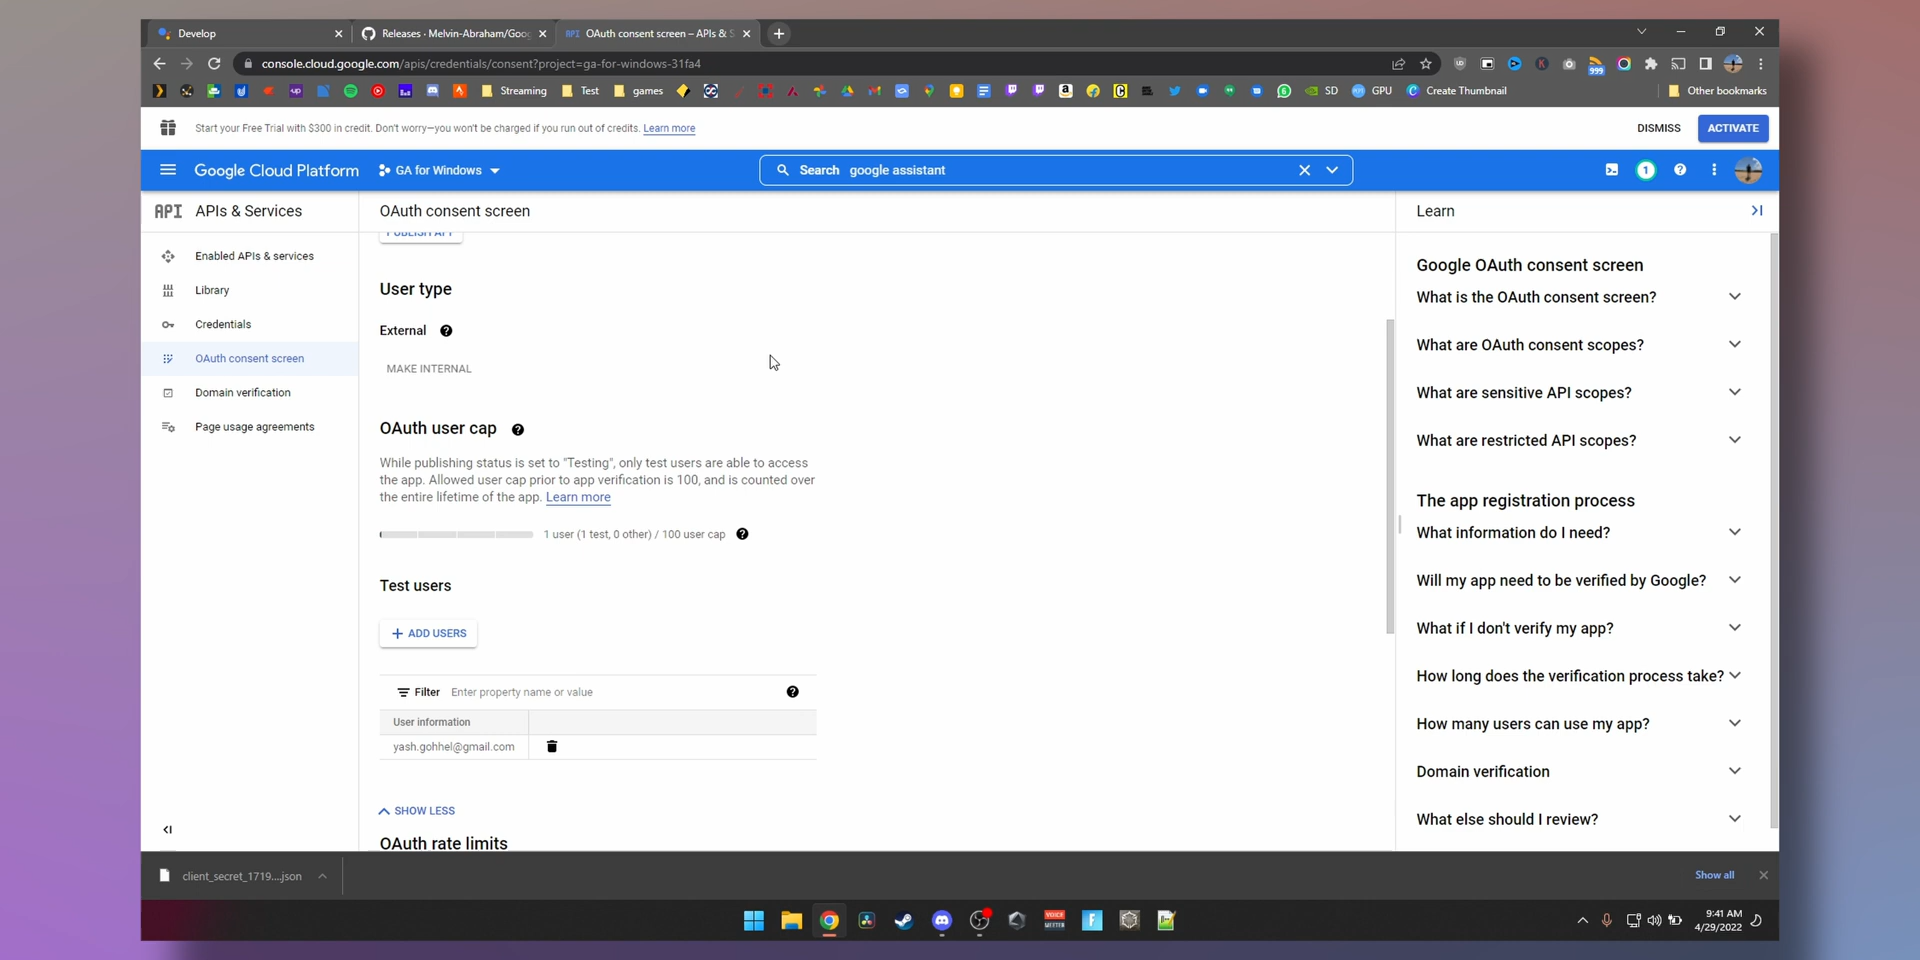 Develop
Releases · Melvin-Abraham/Goog
API OAuth consent screen – APIs & S
console.cloud.google.com/apis/credentials/consent?project=ga-for-windows-31fa4
999
up
Streaming
Test
games
SD
GPU
Create Thumbnail
Other bookmarks
Start your Free Trial with $300 in credit. Don't worry—you won't be charged if you run out of credits. Learn more
DISMISS
ACTIVATE
Google Cloud Platform
GA for Windows
Search google assistant
1
API APIs & Services
OAuth consent screen
Learn
PUBLISH APP
Enabled APIs & services
Library
Credentials
OAuth consent screen
Domain verification
Page usage agreements
User type
External
MAKE INTERNAL
OAuth user cap
While publishing status is set to "Testing", only test users are able to access
the app. Allowed user cap prior to app verification is 100, and is counted over
the entire lifetime of the app. Learn more
1 user (1 test, 0 other) / 100 user cap
Test users
+ ADD USERS
Filter Enter property name or value
User information
yash.gohhel@gmail.com
SHOW LESS
OAuth rate limits
Google OAuth consent screen
What is the OAuth consent screen?
What are OAuth consent scopes?
What are sensitive API scopes?
What are restricted API scopes?
The app registration process
What information do I need?
Will my app need to be verified by Google?
What if I don't verify my app?
How long does the verification process take?
How many users can use my app?
Domain verification
What else should I review?
client_secret_1719....json
Show all
VOICE
MEETER
9:41 AM
4/29/2022